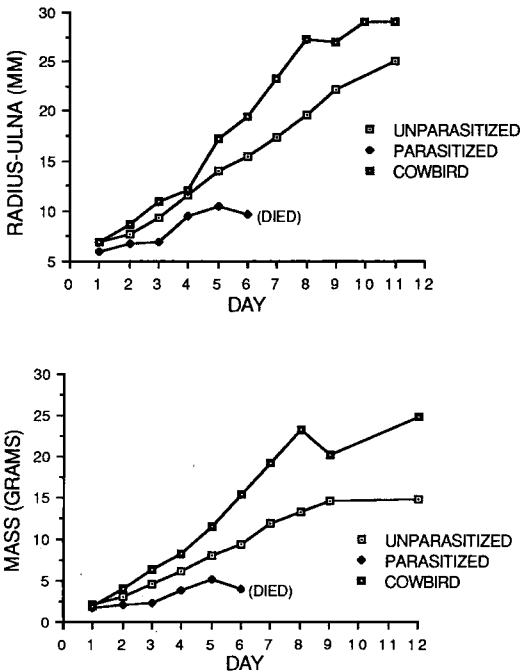 30
25
20
15
10
5
RADIUS-ULNA (MM)
UNPARASITIZED
PARASITIZED
COWBIRD
(DIED)
0 1 2 3 4 5 6 7 8 9 10 11 12
DAY
30
25
20
15
10
5
0
MASS (GRAMS)
UNPARASITIZED
PARASITIZED
COWBIRD
(DIED)
0 1 2 3 4 5 6 7 8 9 10 11 12
DAY